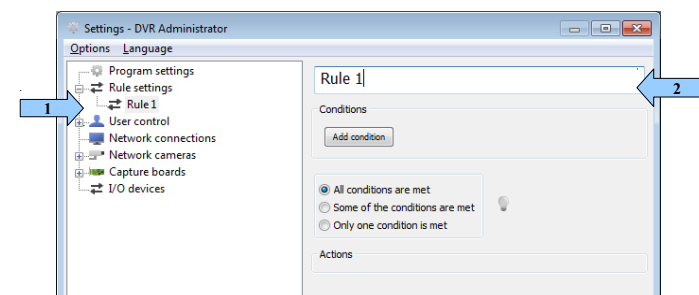 Settings - DVR Administrator
Options Language
Program settings
Rule settings
Rule 1
User control
Network connections
Network cameras
Capture boards
I/O devices
Rule 1
Conditions
Add condition
All conditions are met
Some of the conditions are met
Only one condition is met
Actions
1
2